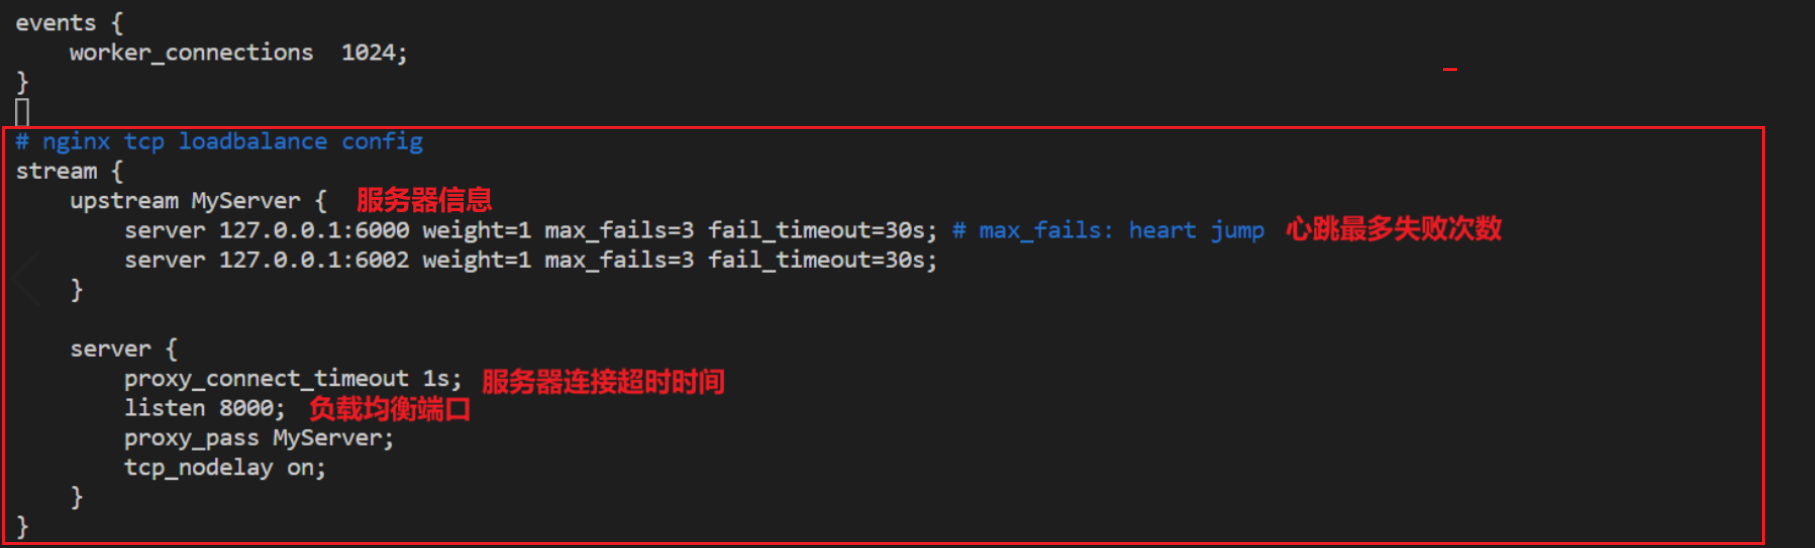 events {
    worker_connections  1024;
}
# nginx tcp loadbalance config
stream {
    upstream MyServer { 服务器信息
        server 127.0.0.1:6000 weight=1 max_fails=3 fail_timeout=30s; # max_fails: heart jump 心跳最多失败次数
        server 127.0.0.1:6002 weight=1 max_fails=3 fail_timeout=30s;
    }
    server {
        proxy_connect_timeout 1s; 服务器连接超时时间
        listen 8000; 负载均衡端口
        proxy_pass MyServer;
        tcp_nodelay on;
    }
}